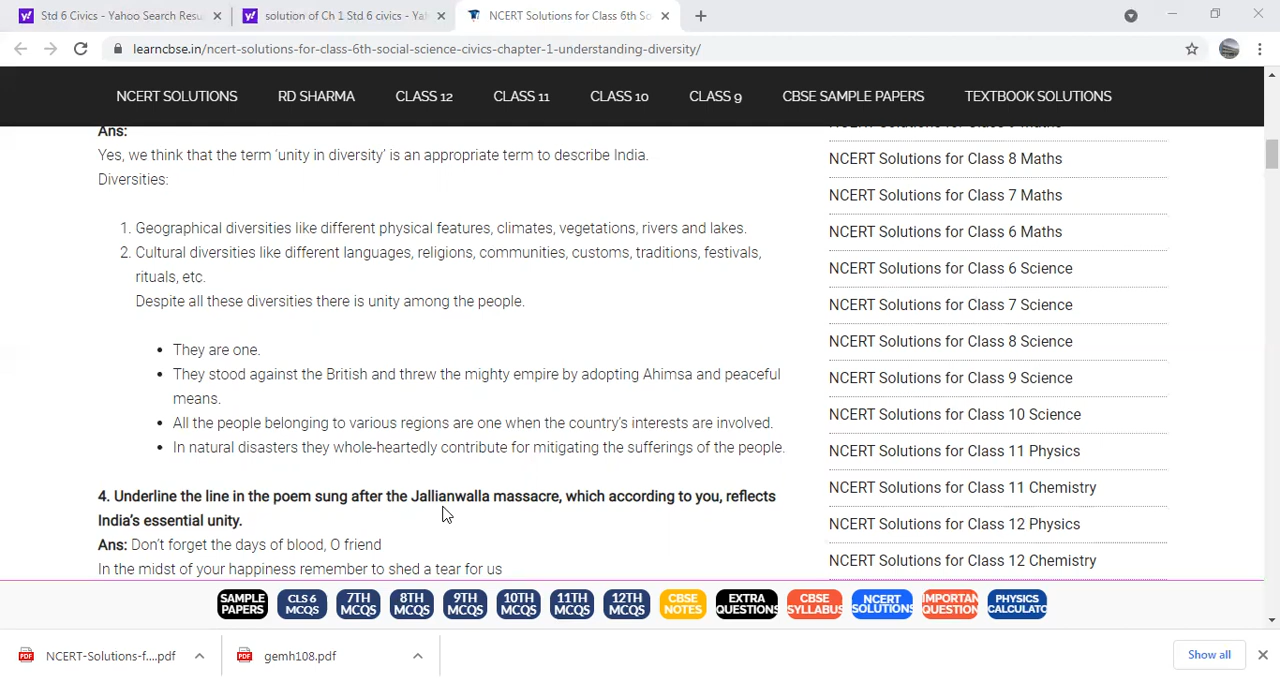 Std 6 Civics - Yahoo Search Resu
solution of Ch 1 Std 6 civics - Ya
NCERT Solutions for Class 6th So
learncbse.in/ncert-solutions-for-class-6th-social-science-civics-chapter-1-understanding-diversity/
NCERT SOLUTIONS RD SHARMA CLASS 12 CLASS 11 CLASS 10 CLASS 9 CBSE SAMPLE PAPERS TEXTBOOK SOLUTIONS
Ans:
Yes, we think that the term ‘unity in diversity’ is an appropriate term to describe India.
Diversities:
1. Geographical diversities like different physical features, climates, vegetations, rivers and lakes.
2. Cultural diversities like different languages, religions, communities, customs, traditions, festivals,
rituals, etc.
Despite all these diversities there is unity among the people.
• They are one.
• They stood against the British and threw the mighty empire by adopting Ahimsa and peaceful
means.
• All the people belonging to various regions are one when the country’s interests are involved.
• In natural disasters they whole-heartedly contribute for mitigating the sufferings of the people.
4. Underline the line in the poem sung after the Jallianwalla massacre, which according to you, reflects
India’s essential unity.
Ans: Don’t forget the days of blood, O friend
In the midst of your happiness remember to shed a tear for us
NCERT Solutions for Class 9 Maths
NCERT Solutions for Class 8 Maths
NCERT Solutions for Class 7 Maths
NCERT Solutions for Class 6 Maths
NCERT Solutions for Class 6 Science
NCERT Solutions for Class 7 Science
NCERT Solutions for Class 8 Science
NCERT Solutions for Class 9 Science
NCERT Solutions for Class 10 Science
NCERT Solutions for Class 11 Physics
NCERT Solutions for Class 11 Chemistry
NCERT Solutions for Class 12 Physics
NCERT Solutions for Class 12 Chemistry
SAMPLE
PAPERS
CLS 6
MCQS
7TH
MCQS
8TH
MCQS
9TH
MCQS
10TH
MCQS
11TH
MCQS
12TH
MCQS
CBSE
NOTES
EXTRA
QUESTIONS
CBSE
SYLLABUS
NCERT
SOLUTIONS
IMPORTAN
QUESTION
PHYSICS
CALCULATO
NCERT-Solutions-f....pdf
gemh108.pdf
Show all